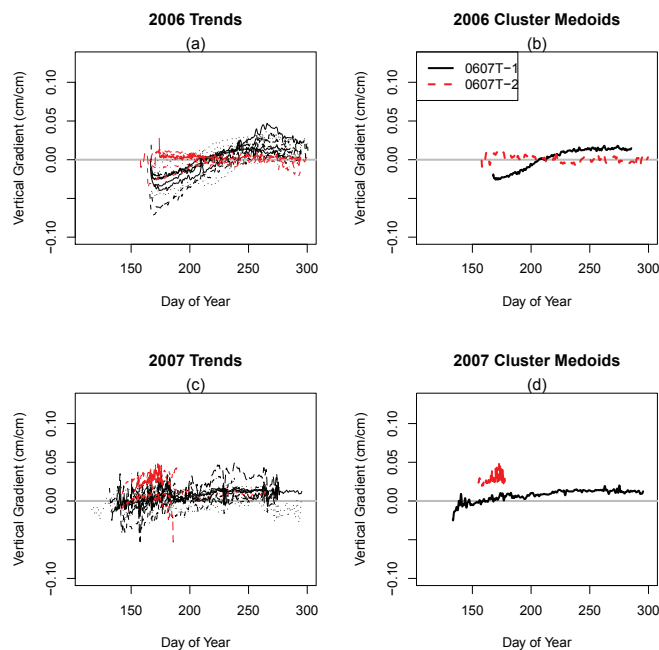 2006 Trends
(a)
Vertical Gradient (cm/cm)
0.10
0.05
0.00
−0.10
150
200
250
300
Day of Year
2006 Cluster Medoids
(b)
0607T−1
0607T−2
Vertical Gradient (cm/cm)
0.10
0.05
0.00
−0.10
150
200
250
300
Day of Year
2007 Trends
(c)
Vertical Gradient (cm/cm)
0.10
0.05
0.00
−0.10
150
200
250
300
Day of Year
2007 Cluster Medoids
(d)
Vertical Gradient (cm/cm)
0.10
0.05
0.00
−0.10
150
200
250
300
Day of Year